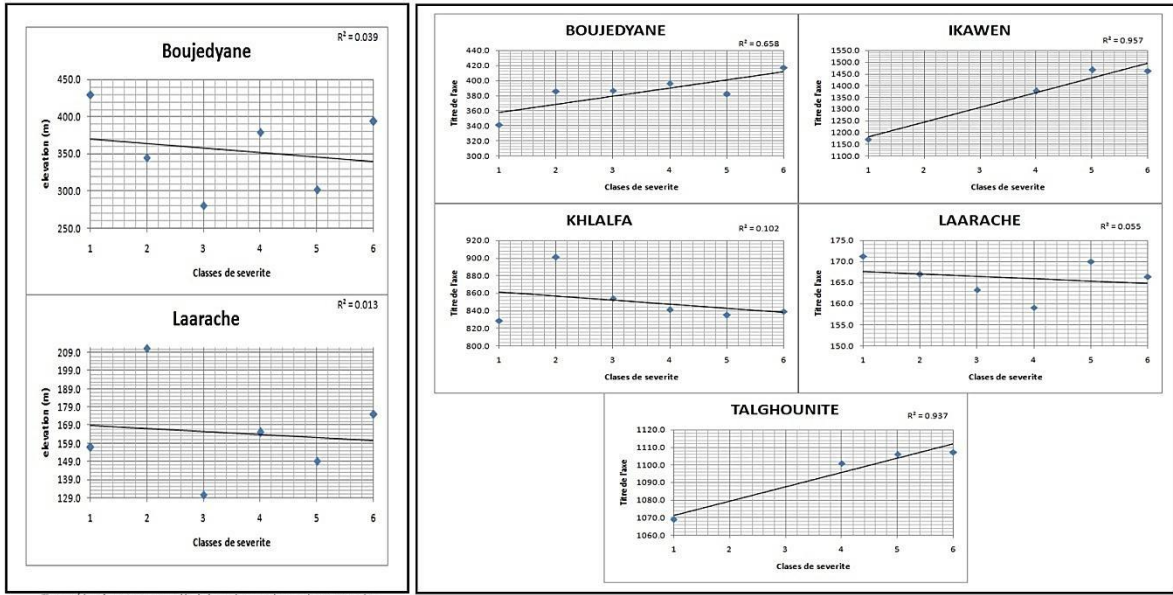 R² = 0.039
Boujedyane
450.0
400.0
350.0
300.0
250.0
elevation (m)
1 2 3 4 5 6
Classes de severite
R² = 0.013
Laarache
209.0
199.0
189.0
179.0
169.0
159.0
149.0
139.0
129.0
elevation (m)
1 2 3 4 5 6
Classes de severite
BOUJEDYANE
R² = 0.658
440.0
420.0
400.0
380.0
360.0
340.0
320.0
300.0
Titre de l'axe
1 2 3 4 5 6
Clases de severite
IKAWEN
R² = 0.957
1550.0
1500.0
1450.0
1400.0
1350.0
1300.0
1250.0
1200.0
1150.0
1100.0
Titre de l'axe
1 2 3 4 5 6
Clases de severite
KHLALFA
R² = 0.102
920.0
900.0
880.0
860.0
840.0
820.0
800.0
Titre de l'axe
1 2 3 4 5 6
Clases de severite
LAARACHE
R² = 0.055
175.0
170.0
165.0
160.0
155.0
150.0
Titre de l'axe
1 2 3 4 5 6
Clases de severite
TALGHOUNITE
R² = 0.937
1120.0
1110.0
1100.0
1090.0
1080.0
1070.0
1060.0
Titre de l'axe
1 2 3 4 5 6
Clases de severite